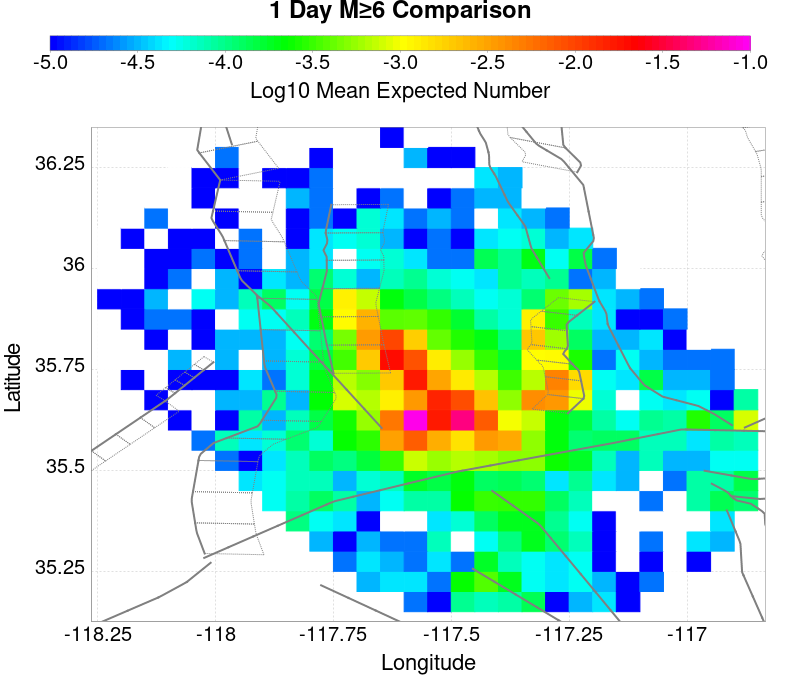 1 Day M≥6 Comparison
-5.0 -4.5 -4.0 -3.5 -3.0 -2.5 -2.0 -1.5 -1.0
Log10 Mean Expected Number
36.25
36
35.75
35.5
35.25
Latitude
-118.25 -118 -117.75 -117.5 -117.25 -117
Longitude